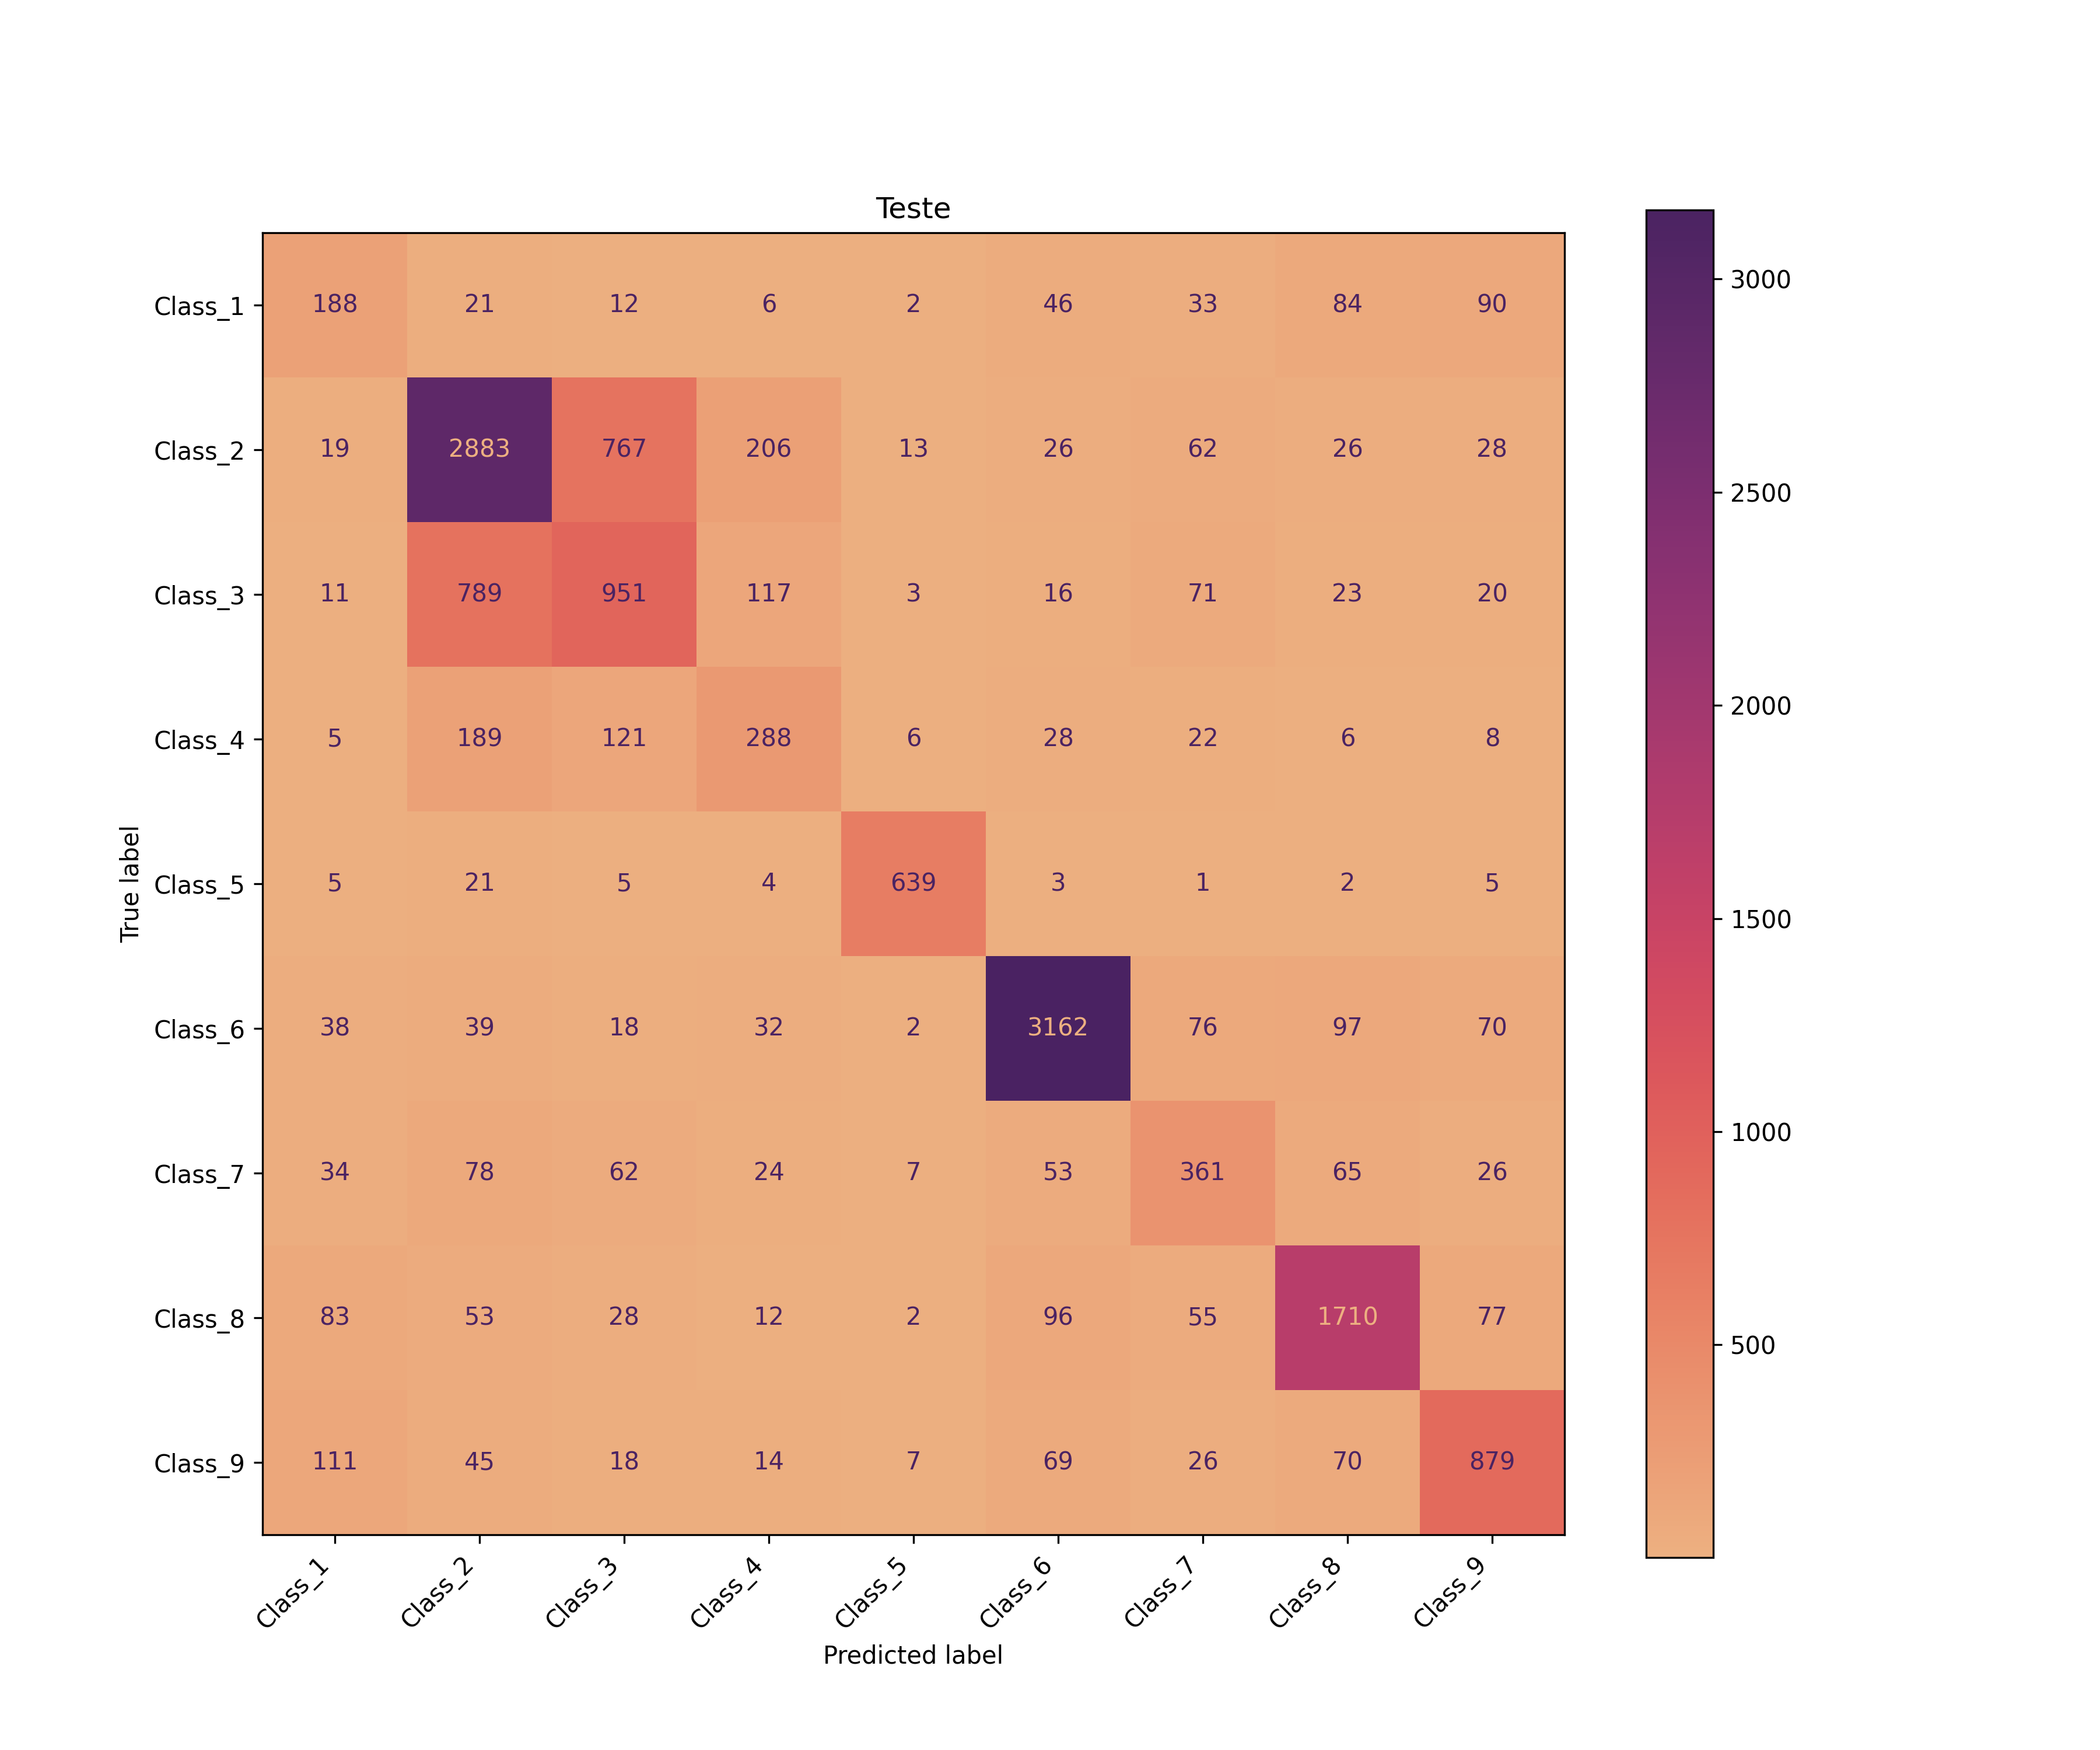 Teste
Class_1 188 21 12 6 2 46 33 84 90
Class_2 19 2883 767 206 13 26 62 26 28
Class_3 11 789 951 117 3 16 71 23 20
Class_4 5 189 121 288 6 28 22 6 8
Class_5 5 21 5 4 639 3 1 2 5
Class_6 38 39 18 32 2 3162 76 97 70
Class_7 34 78 62 24 7 53 361 65 26
Class_8 83 53 28 12 2 96 55 1710 77
Class_9 111 45 18 14 7 69 26 70 879
True label
Class_1 Class_2 Class_3 Class_4 Class_5 Class_6 Class_7 Class_8 Class_9
Predicted label
3000
2500
2000
1500
1000
500